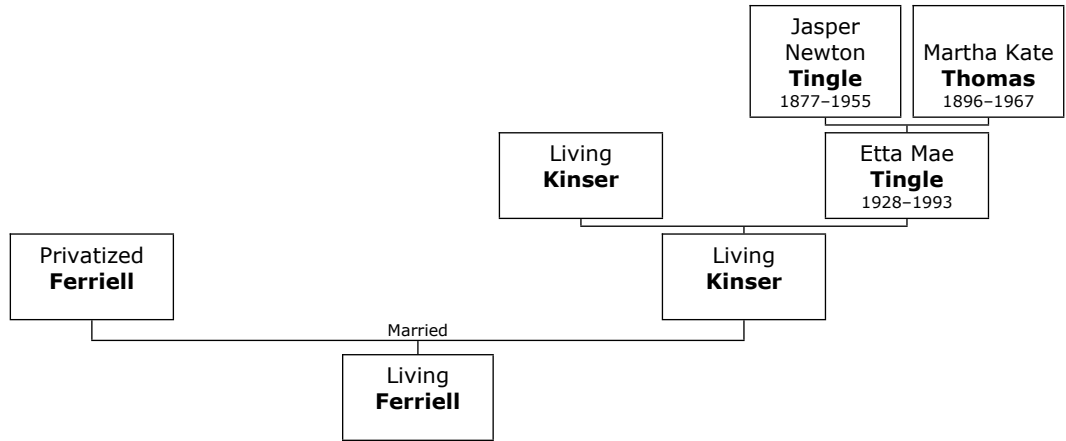 Jasper
Newton
Tingle
1877–1955
Martha Kate
Thomas
1896–1967
Living
Kinser
Etta Mae
Tingle
1928–1993
Privatized
Ferriell
Living
Kinser
Married
Living
Ferriell